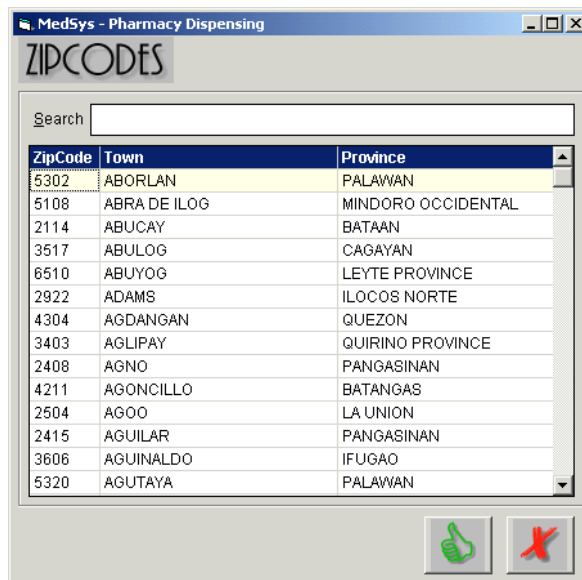 MedSys - Pharmacy Dispensing
ZIPCODES
Search
ZipCode Town Province
5302 ABORLAN PALAWAN
5108 ABRA DE ILOG MINDORO OCCIDENTAL
2114 ABUCAY BATAAN
3517 ABULOG CAGAYAN
6510 ABUYOG LEYTE PROVINCE
2922 ADAMS ILOCOS NORTE
4304 AGDANGAN QUEZON
3403 AGLIPAY QUIRINO PROVINCE
2408 AGNO PANGASINAN
4211 AGONCILLO BATANGAS
2504 AGOO LA UNION
2415 AGUILAR PANGASINAN
3606 AGUINALDO IFUGAO
5320 AGUTAYA PALAWAN